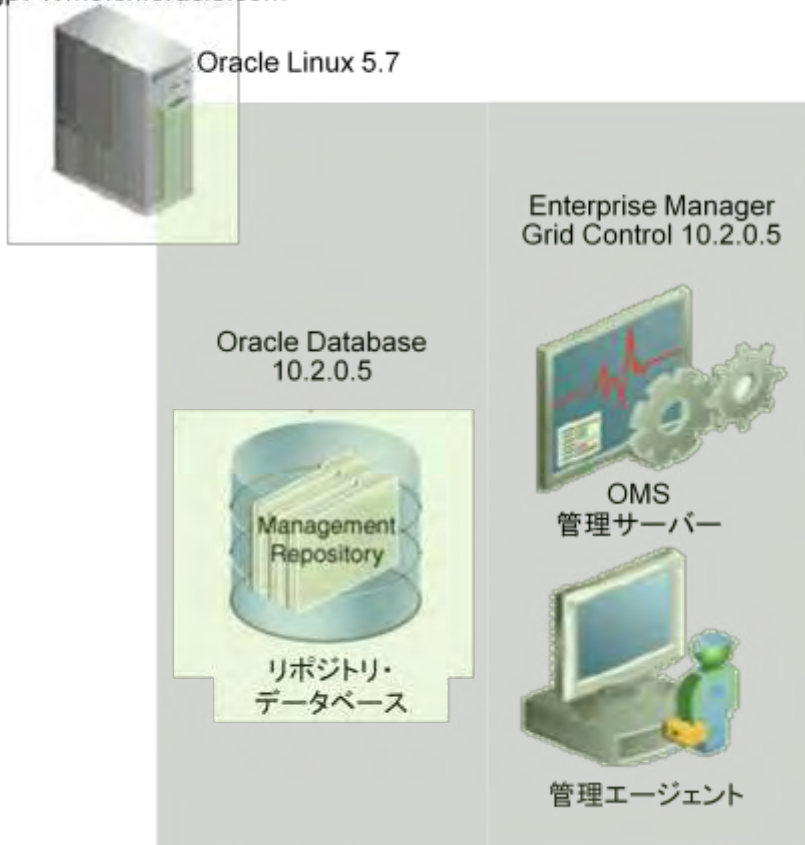 Oracle Linux 5.7
Enterprise Manager
Grid Control 10.2.0.5
Oracle Database
10.2.0.5
Management
Repository
リポジトリ・
データベース
OMS
管理サーバー
管理エージェント